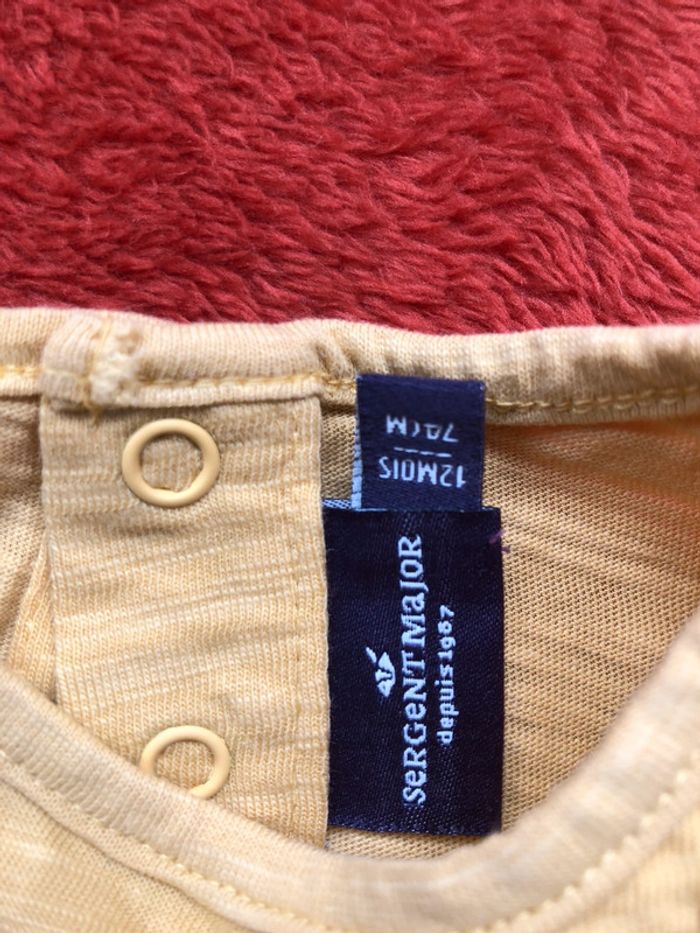 12MOIS
74CM
SeRGeNT MaJOR
depuis 1987